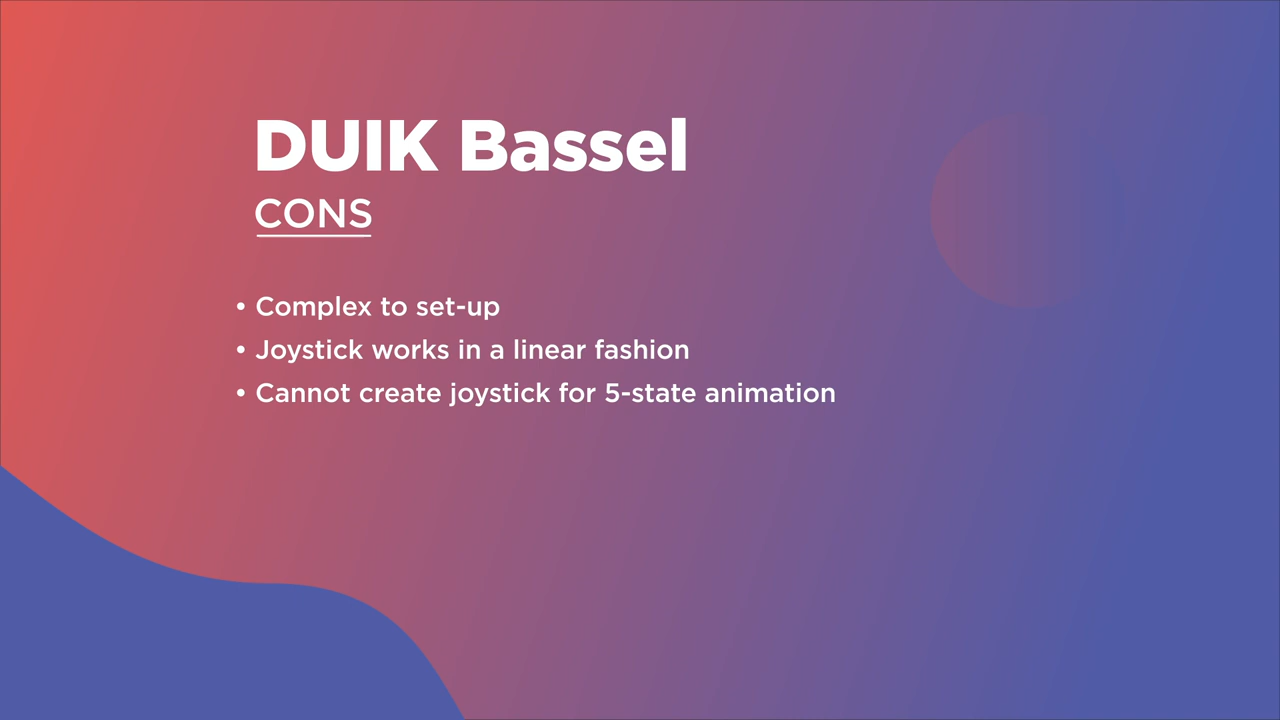 DUIK Bassel
CONS
• Complex to set-up
• Joystick works in a linear fashion
• Cannot create joystick for 5-state animation